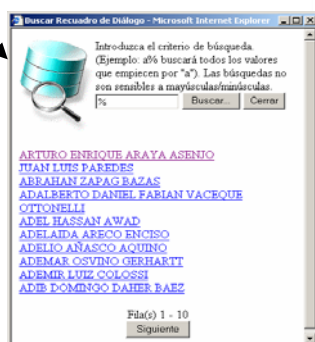 Buscar Recuadro de Diálogo - Microsoft Internet Explorer
Introduzca el criterio de búsqueda.
(Ejemplo: a% buscará todos los valores
que empiecen por "a"). Las búsquedas no
son sensibles a mayúsculas/minúsculas.
% Buscar... Cerrar
ARTURO ENRIQUE ARAYA ASENJO
JUAN LUIS PAREDES
ABRAHAN ZAPAG BAZAS
ADALBERTO DANIEL FABIAN VACEQUE
OTTONELLI
ADEL HASSAN AWAD
ADELAIDA ARECO ENCISO
ADELIO AÑASCO AQUINO
ADEMAR OSVINO GERHARTT
ADEMIR LUIZ COLOSSI
ADIB DOMINGO DAHER BAEZ
Fila(s) 1 - 10
Siguiente